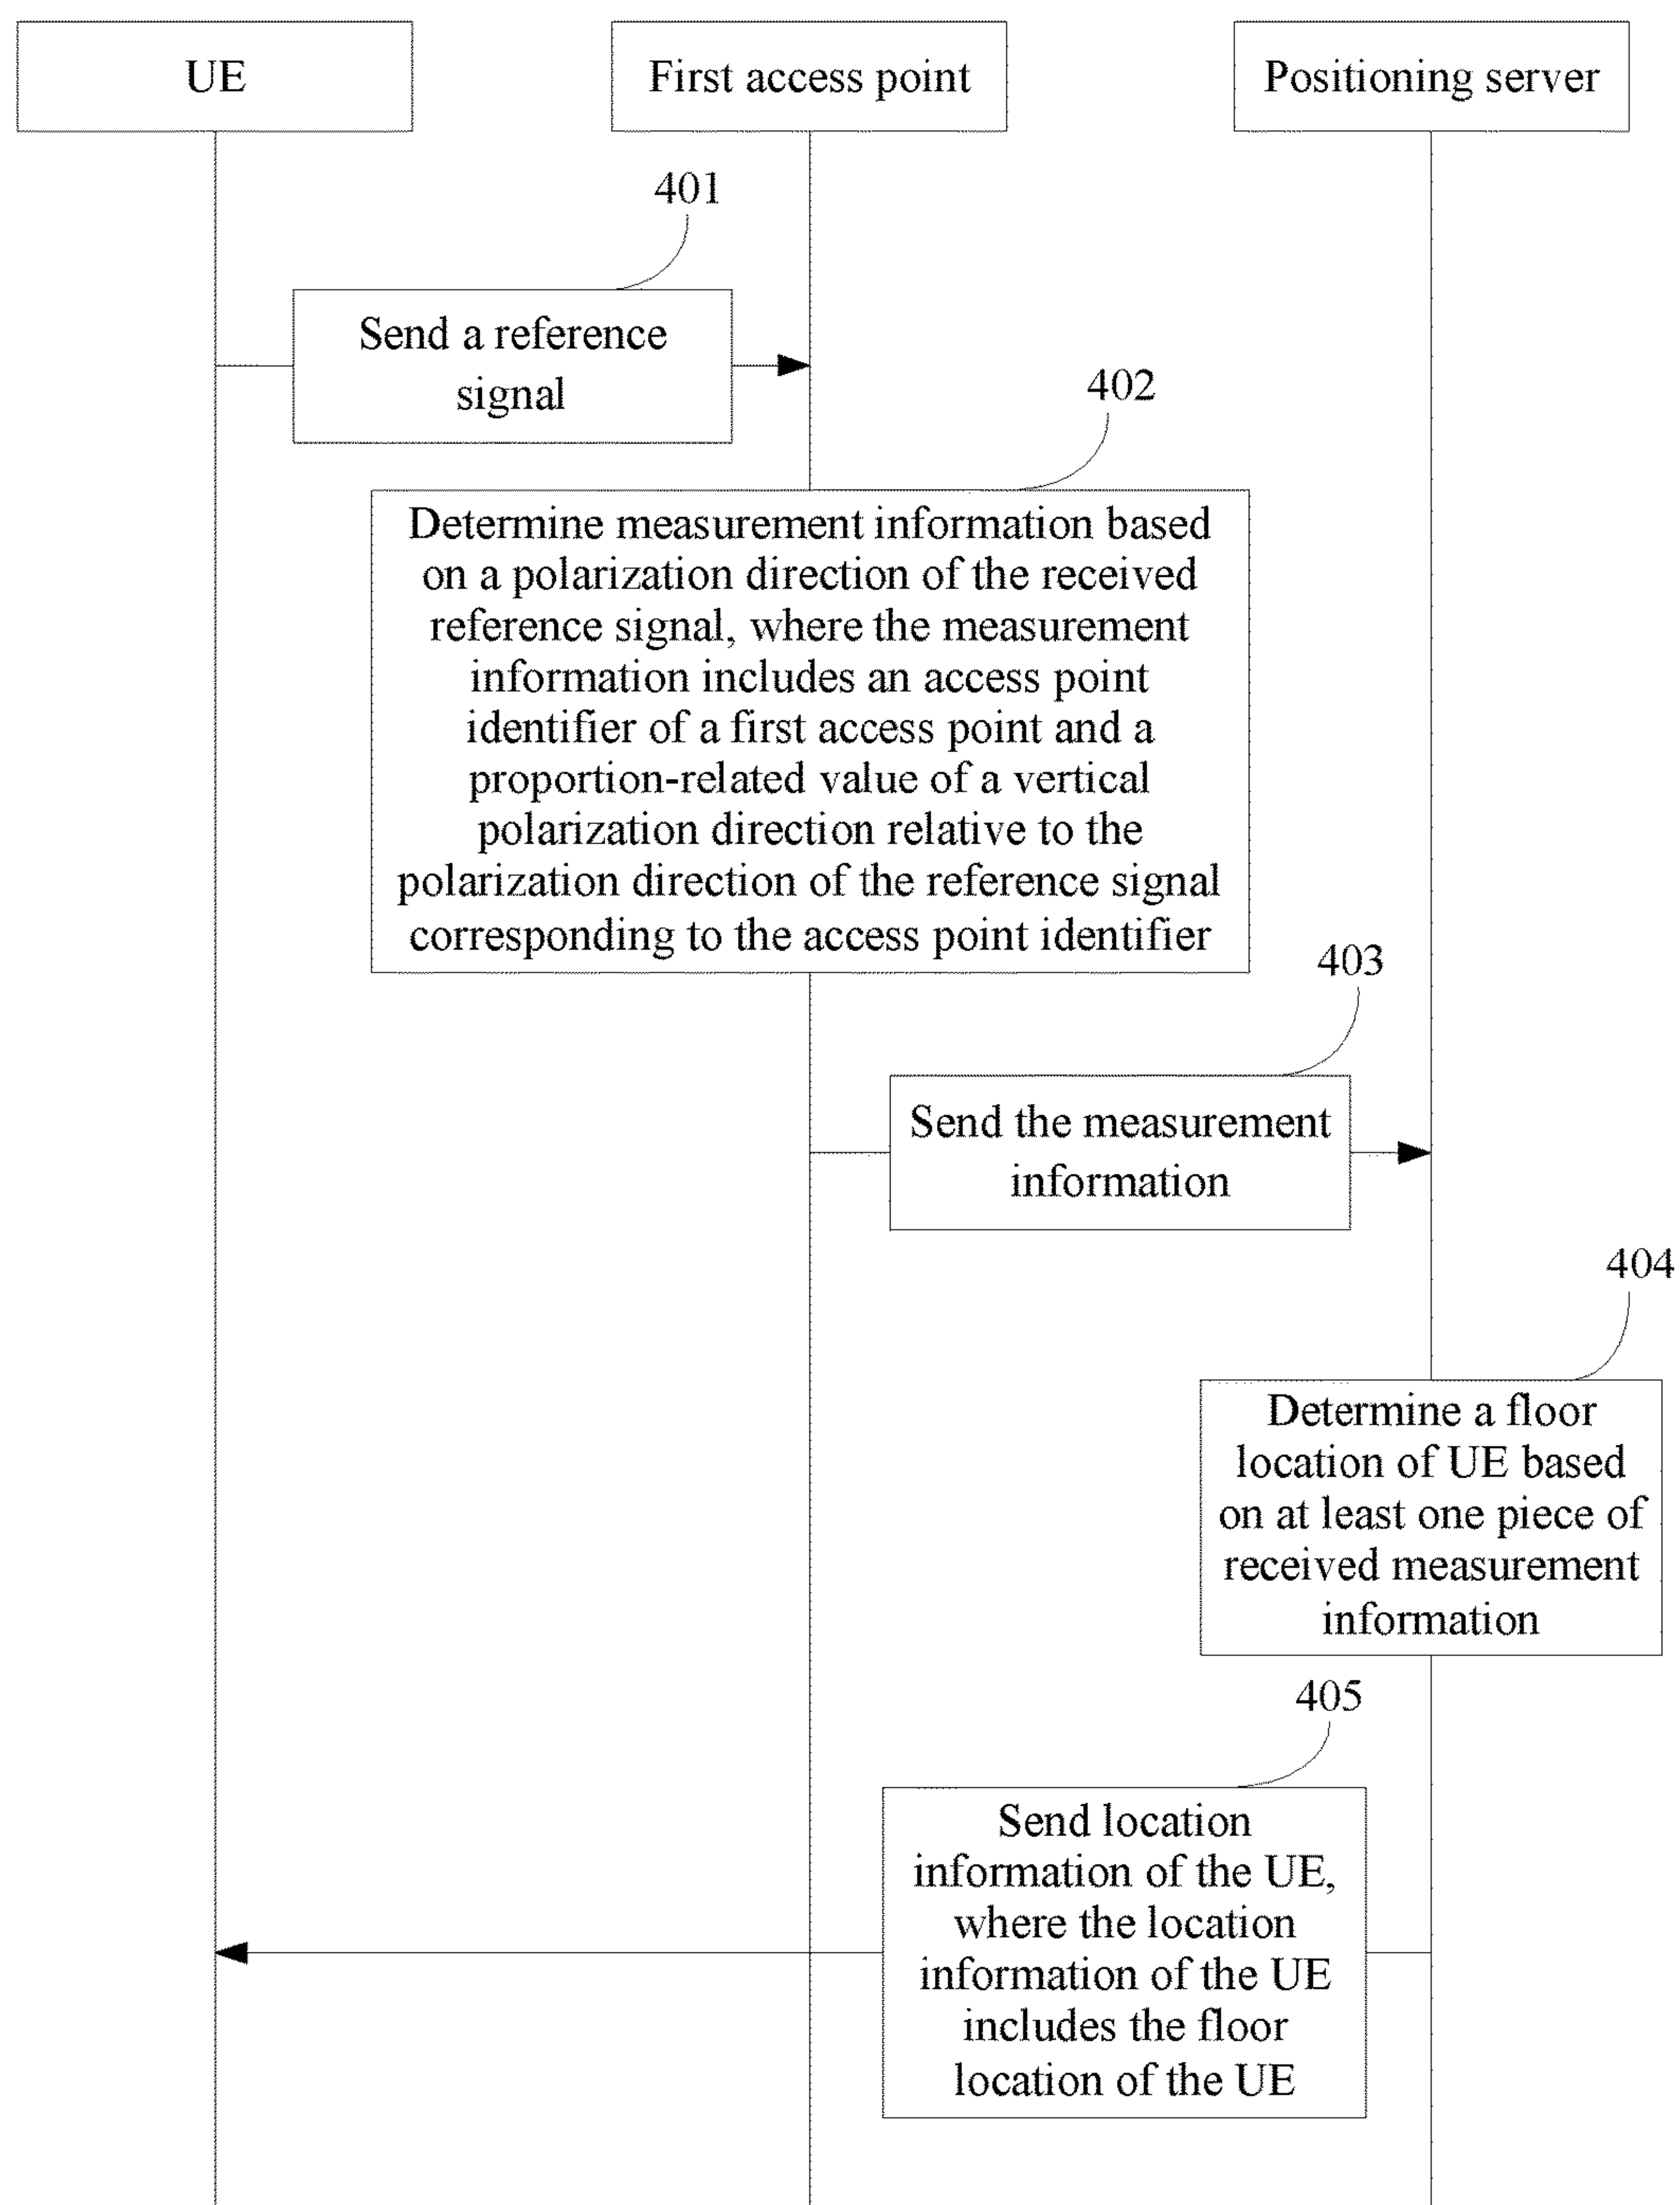 UE
First access point
Positioning server
401
Send a reference
signal
402
Determine measurement information based
on a polarization direction of the received
reference signal, where the measurement
information includes an access point
identifier of a first access point and a
proportion-related value of a vertical
polarization direction relative to the
polarization direction of the reference signal
corresponding to the access point identifier
403
Send the measurement
information
404
Determine a floor
location of UE based
on at least one piece of
received measurement
information
405
Send location
information of the UE,
where the location
information of the UE
includes the floor
location of the UE